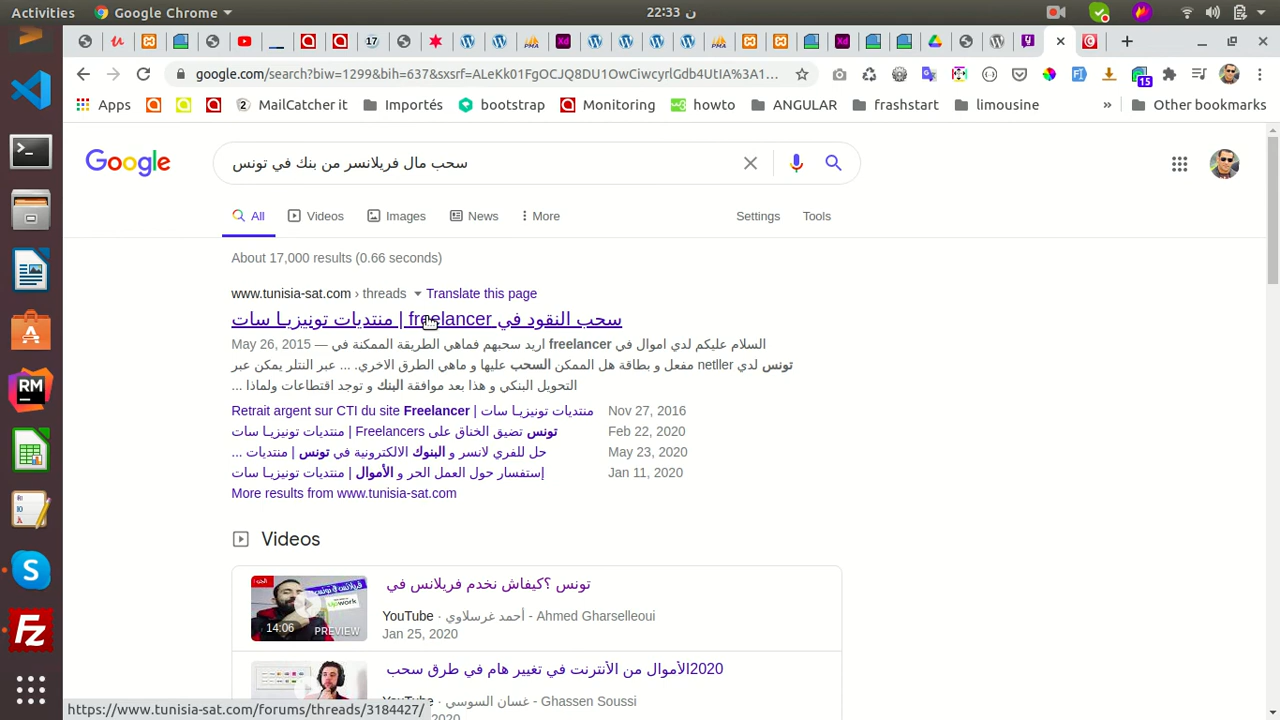 Activities
Google Chrome
22:33 ن
17
google.com/search?biw=1299&bih=637&sxsrf=ALeKk01FgOCJQ8DU1OwCiwcyrlGdb4UtIA%3A1...
15
Apps
MailCatcher it
Importés
bootstrap
Monitoring
howto
ANGULAR
frashstart
limousine
»
Other bookmarks
Google
سحب مال فريلانسر من بنك في تونس
All
Videos
Images
News
More
Settings
Tools
About 17,000 results (0.66 seconds)
www.tunisia-sat.com › threads
Translate this page
سحب النقود في freelancer | منتديات تونيزيـا سات
May 26, 2015 — السلام عليكم لدي اموال في freelancer اريد سحبهم فماهي الطريقة الممكنة في
تونس لدي netller مفعل و بطاقة هل الممكن السحب عليها و ماهي الطرق الاخري. ... عبر النتلر يمكن عبر
التحويل البنكي و هذا بعد موافقة البنك و توجد اقتطاعات ولماذا ...
Retrait argent sur CTI du site Freelancer | منتديات تونيزيـا سات Nov 27, 2016
تونس تضيق الخناق على Freelancers | منتديات تونيزيـا سات Feb 22, 2020
حل للفري لانسر و البنوك الالكترونية في تونس | منتديات ... May 23, 2020
إستفسار حول العمل الحر و الأموال | منتديات تونيزيـا سات Jan 11, 2020
More results from www.tunisia-sat.com
Videos
تونس ؟كيفاش نخدم فريلانس في
YouTube · أحمد غرسلاوي - Ahmed Gharselleoui
Jan 25, 2020
14:06
PREVIEW
2020الأموال من الأنترنت في تغيير هام في طرق سحب
YouTube · غسان السوسي - Ghassen Soussi
2020
https://www.tunisia-sat.com/forums/threads/3184427/